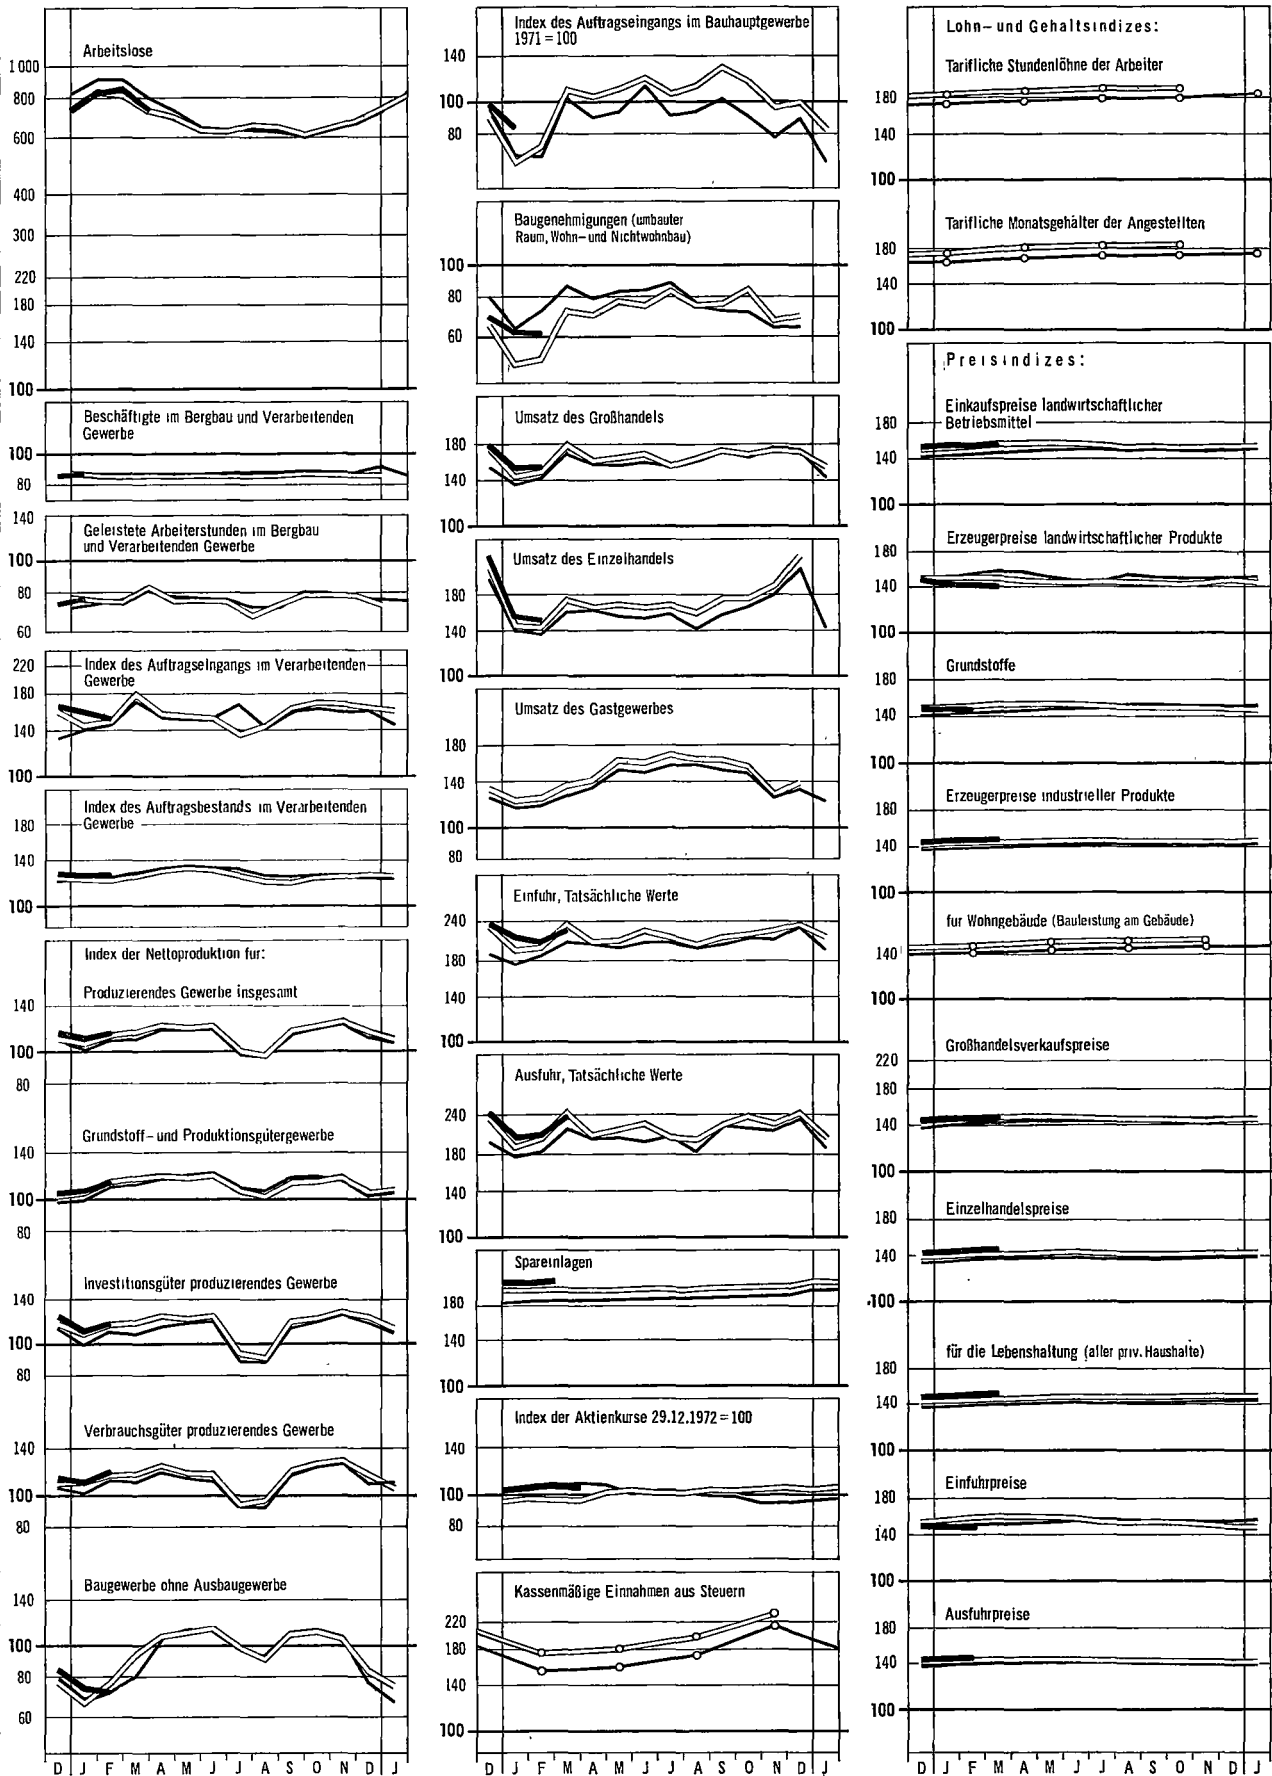 Arbeitslose
1 000
800
600
400
300
220
180
140
100
Beschäftigte im Bergbau und Verarbeitenden
Gewerbe
100
80
140
Geleistete Arbeiterstunden im Bergbau
und Verarbeitenden Gewerbe
100
80
60
220
Index des Auftragseingangs im Verarbeitenden
Gewerbe
180
140
100
Index des Auftragsbestands im Verarbeitenden
Gewerbe
180
140
100
Index der Nettoproduktion fur:
Produzierendes Gewerbe insgesamt
140
100
80
Grundstoff- und Produktionsgütergewerbe
140
100
80
Investitionsgüter produzierendes Gewerbe
140
100
80
Verbrauchsgüter produzierendes Gewerbe
140
100
80
Baugewerbe ohne Ausbaugewerbe
140
100
80
60
D J F M A M J J A S O N D J
Index des Auftragseingangs im Bauhauptgewerbe
1971 = 100
140
100
80
Baugenehmigungen (umbauter
Raum, Wohn- und Nichtwohnbau)
100
80
60
Umsatz des Großhandels
180
140
100
Umsatz des Einzelhandels
180
140
100
Umsatz des Gastgewerbes
180
140
100
80
Einfuhr, Tatsächliche Werte
240
180
140
100
Ausfuhr, Tatsächliche Werte
240
180
140
100
Spareinlagen
180
140
100
Index der Aktienkurse 29.12.1972 = 100
140
100
80
Kassenmäßige Einnahmen aus Steuern
220
180
140
100
D J F M A M J J A S O N D J
Lohn- und Gehaltsindizes:
Tarifliche Stundenlöhne der Arbeiter
180
140
100
Tarifliche Monatsgehälter der Angestellten
180
140
100
Preisindizes:
Einkaufspreise landwirtschaftlicher
Betriebsmittel
180
140
100
Erzeugerpreise landwirtschaftlicher Produkte
180
140
100
Grundstoffe
180
140
100
Erzeugerpreise industrieller Produkte
180
140
100
fur Wohngebäude (Bauleistung am Gebäude)
140
100
Großhandelsverkaufspreise
220
180
140
100
Einzelhandelspreise
180
140
100
für die Lebenshaltung (aller priv. Haushalte)
180
140
100
Einfuhrpreise
180
140
100
Ausfuhrpreise
180
140
100
D J F M A M J J A S O N D J